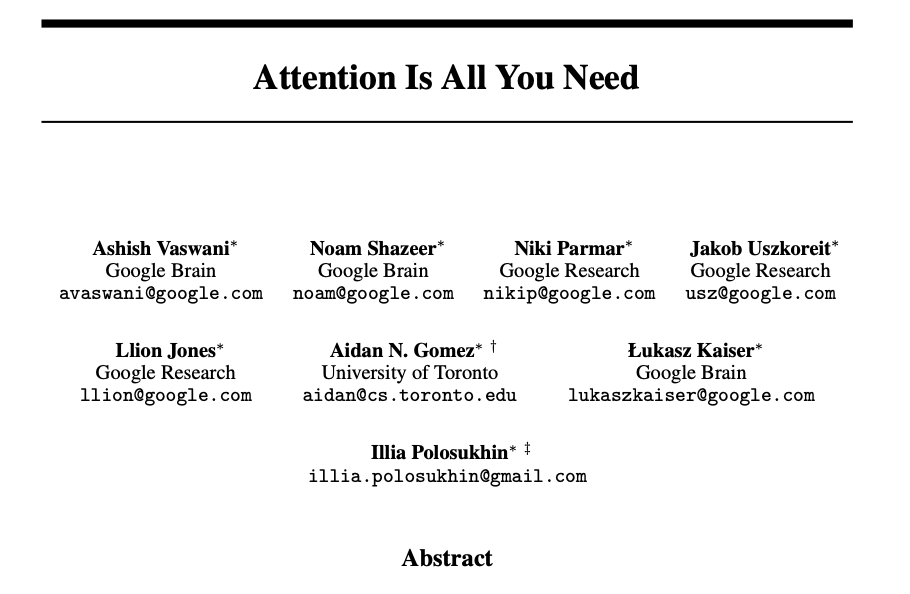 Attention Is All You Need
Ashish Vaswani* Noam Shazeer* Niki Parmar* Jakob Uszkoreit*
Google Brain Google Brain Google Research Google Research
avaswani@google.com noam@google.com nikip@google.com usz@google.com
Llion Jones* Aidan N. Gomez* † Łukasz Kaiser*
Google Research University of Toronto Google Brain
llion@google.com aidan@cs.toronto.edu lukaszkaiser@google.com
Illia Polosukhin* ‡
illia.polosukhin@gmail.com
Abstract